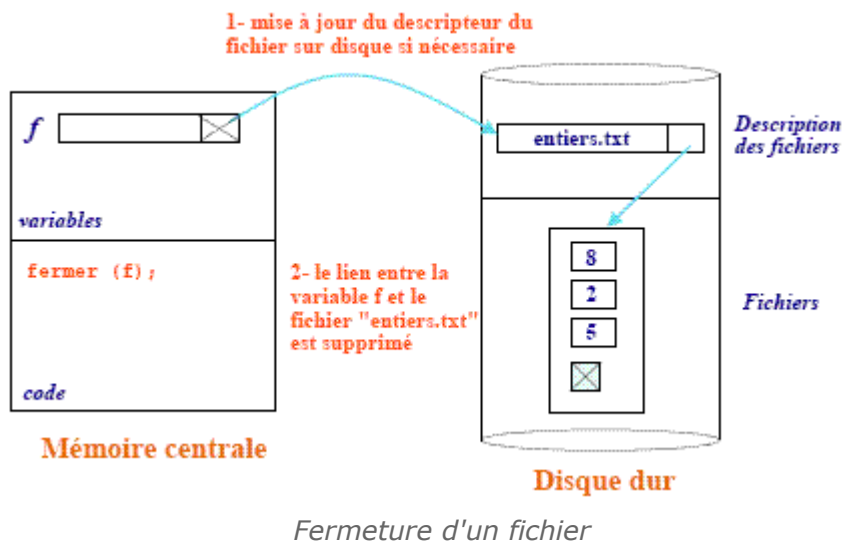 1- mise à jour du descripteur du
fichier sur disque si nécessaire
f
variables
fermer (f);
code
Mémoire centrale
2- le lien entre la
variable f et le
fichier "entiers.txt"
est supprimé
entiers.txt
Description
des fichiers
8
2
5
Fichiers
Disque dur
Fermeture d'un fichier